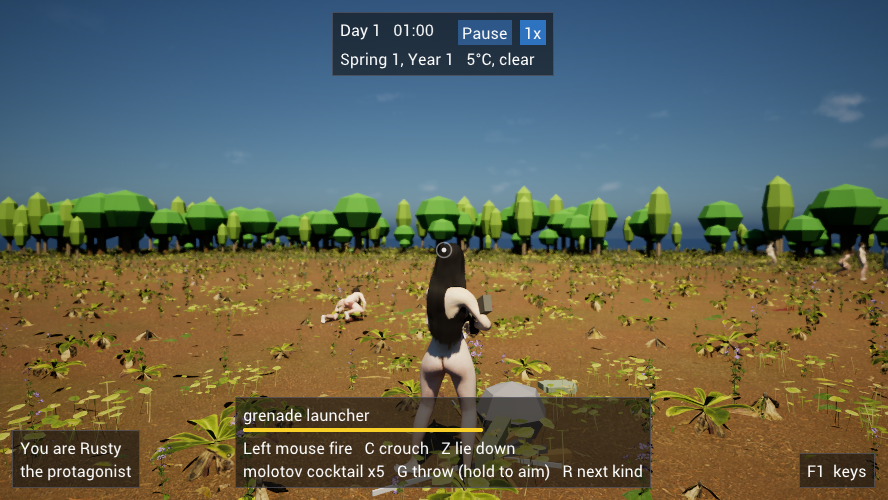 Day 1 01:00 Pause 1x
Spring 1, Year 1 5°C, clear
grenade launcher
Left mouse fire C crouch Z lie down
molotov cocktail x5 G throw (hold to aim) R next kind
You are Rusty
the protagonist
F1 keys